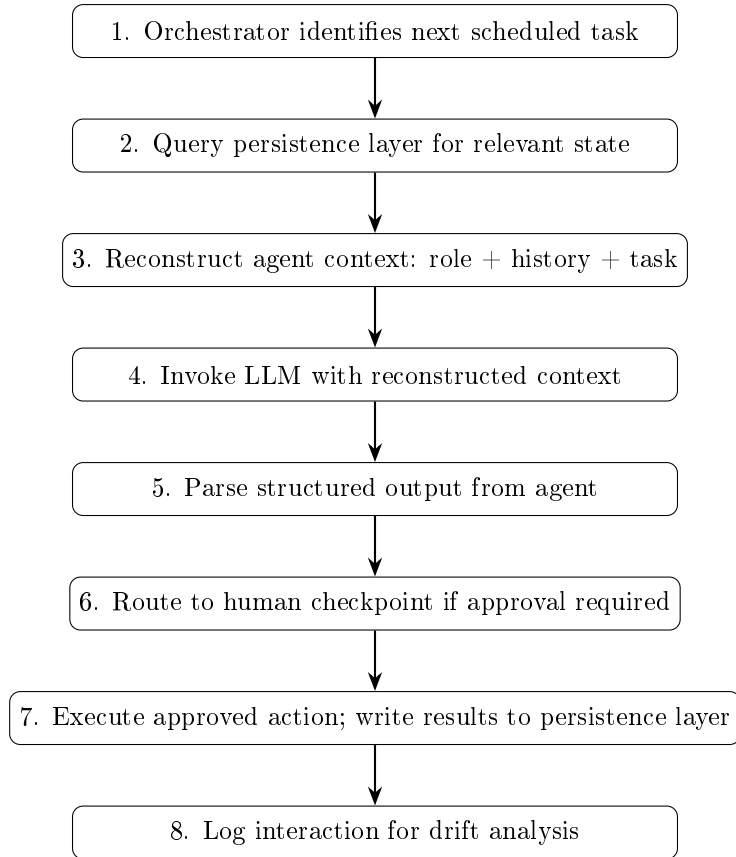 1. Orchestrator identifies next scheduled task
2. Query persistence layer for relevant state
3. Reconstruct agent context: role + history + task
4. Invoke LLM with reconstructed context
5. Parse structured output from agent
6. Route to human checkpoint if approval required
7. Execute approved action; write results to persistence layer
8. Log interaction for drift analysis